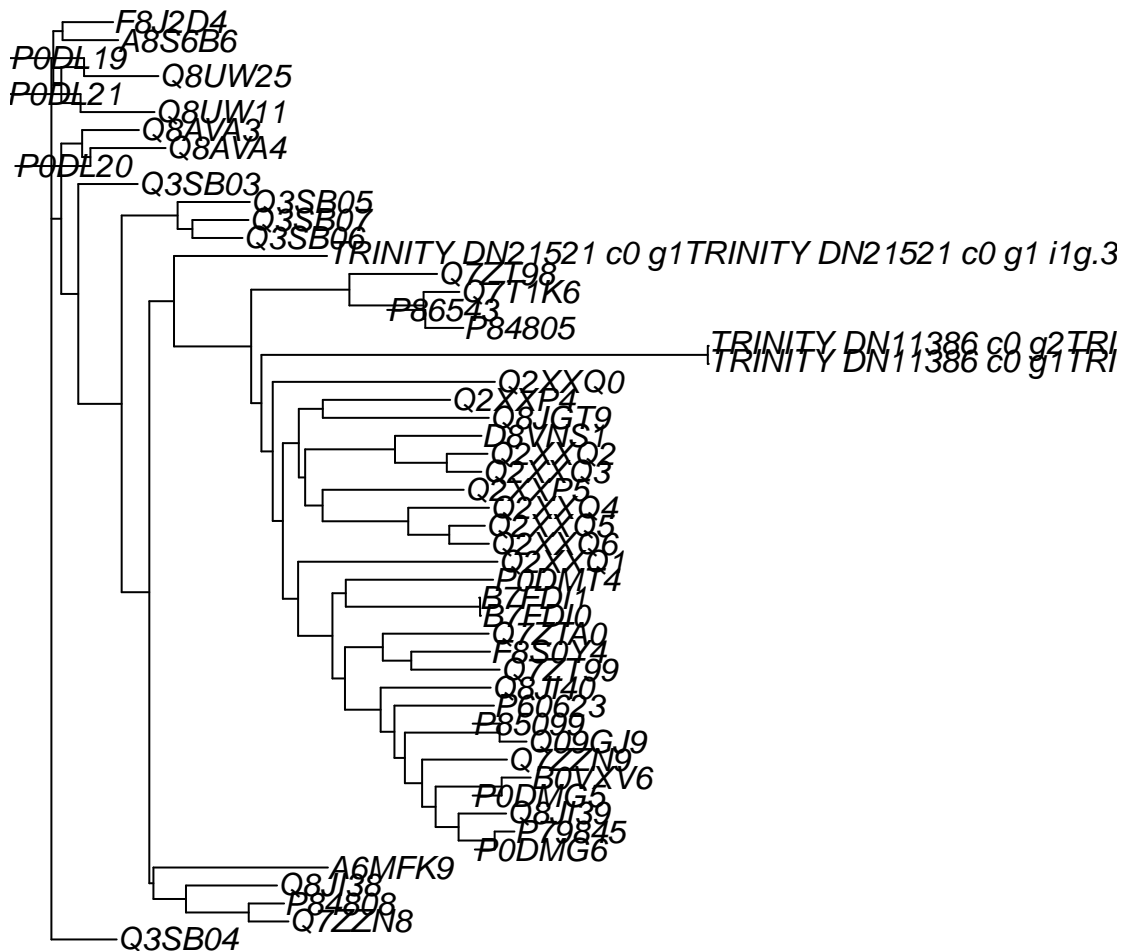 F8J2D4
A8S6B6
P0DL19
Q8UW25
P0DL21
Q8UW11
Q8AVA3
Q8AVA4
P0DL20
Q3SB03
Q3SB05
Q3SB07
Q3SB06
TRINITY DN21521 c0 g1TRINITY DN21521 c0 g1 i1g.3
Q7ZT98
Q7T1K6
P86543
P84805
TRINITY DN11386 c0 g2TRI
TRINITY DN11386 c0 g1TRI
Q2XXQ0
Q2XXP4
Q8JGT9
D8VNS1
Q2XXQ2
Q2XXQ3
Q2XXP5
Q2XXQ4
Q2XXQ5
Q2XXQ6
Q2XXQ1
P0DMT4
B7FDI1
B7FDI0
Q7ZTA0
F8S0Y4
Q7ZT99
Q8JI40
P60623
P85099
Q09GJ9
Q7ZZN9
B0VXV6
P0DMG5
Q8JI39
P79845
P0DMG6
A6MFK9
Q8JI38
P84808
Q7ZZN8
Q3SB04